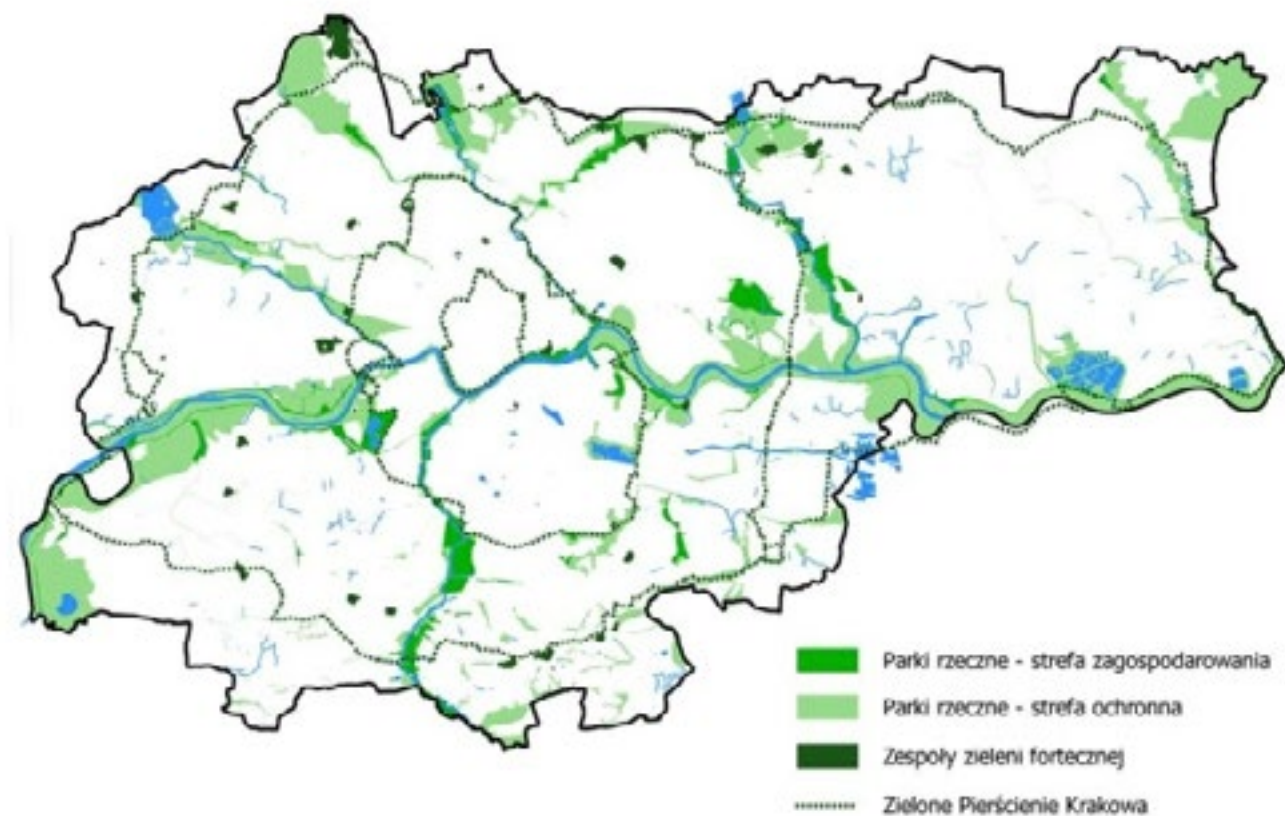 Parki rzeczne - strefa zagospodarowania
Parki rzeczne - strefa ochronna
Zespoły zieleni fortecznej
Zielone Pierścienie Krakowa